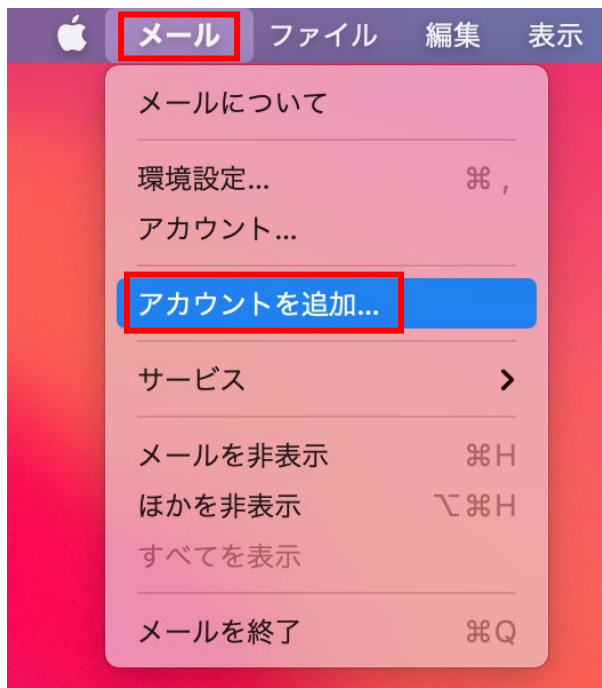 メール ファイル 編集 表示
メールについて
環境設定... ⌘ ,
アカウント...
アカウントを追加...
サービス
メールを非表示 ⌘H
ほかを非表示 ⌥⌘H
すべてを表示
メールを終了 ⌘Q